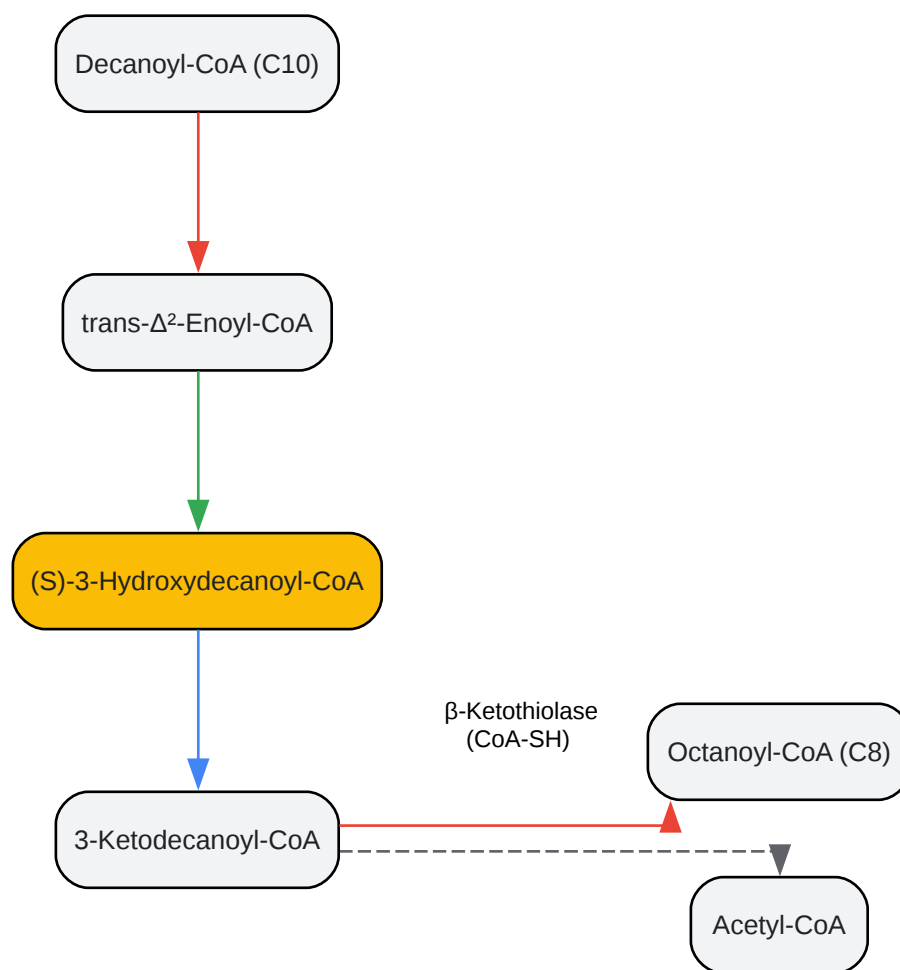 Decanoyl-CoA (C10)
trans-Δ²-Enoyl-CoA
(S)-3-Hydroxydecanoyl-CoA
β-Ketothiolase
(CoA-SH)
Octanoyl-CoA (C8)
3-Ketodecanoyl-CoA
Acetyl-CoA